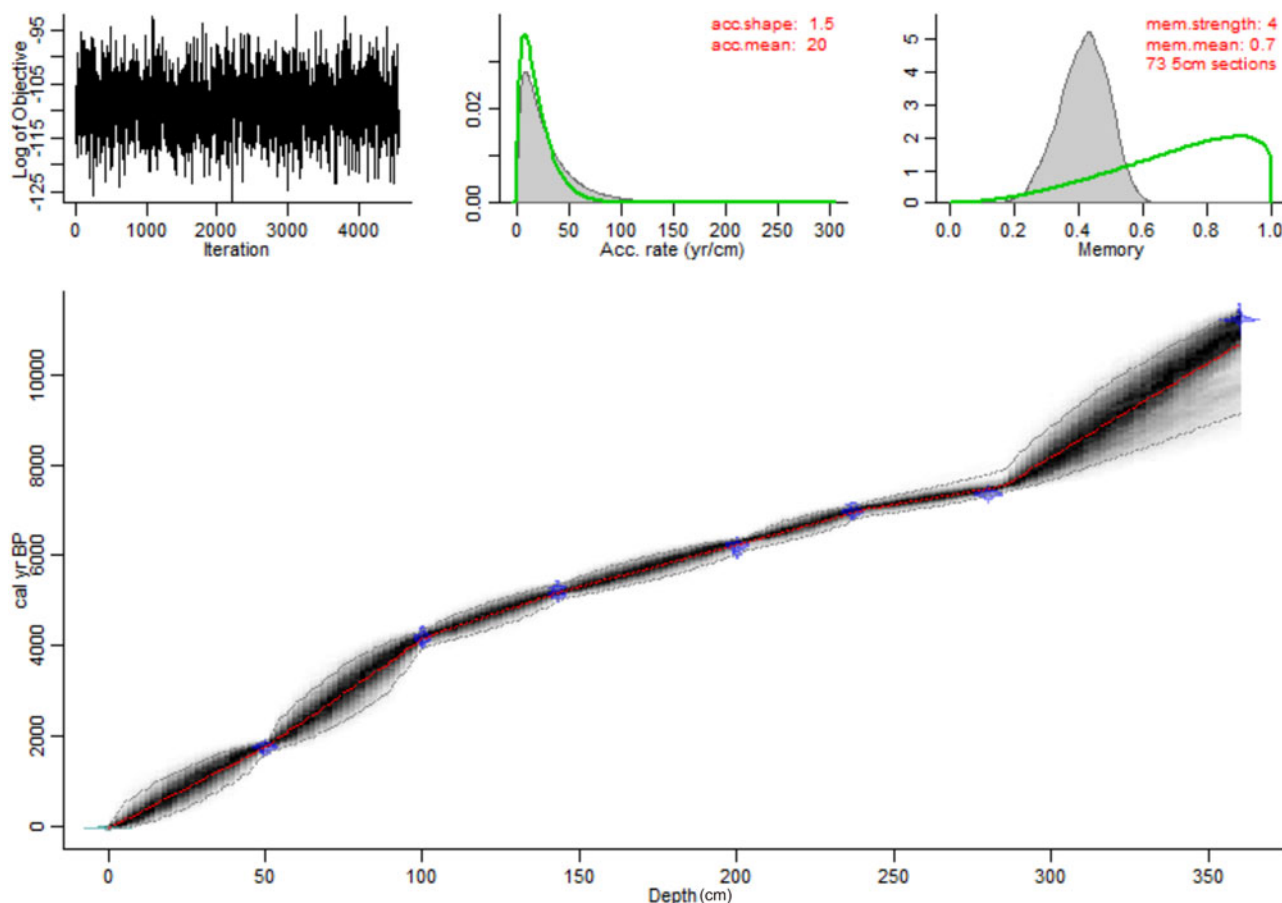 Log of Objective
-125 -115 -105 -95
0 1000 2000 3000 4000
Iteration
acc.shape: 1.5
acc.mean: 20
0.00 0.02
0 50 100 150 200 250 300
Acc. rate (yr/cm)
mem.strength: 4
mem.mean: 0.7
73 5cm sections
0 1 2 3 4 5
0.0 0.2 0.4 0.6 0.8 1.0
Memory
cal yr BP
0 2000 4000 6000 8000 10000
0 50 100 150 200 250 300 350
Depth(cm)